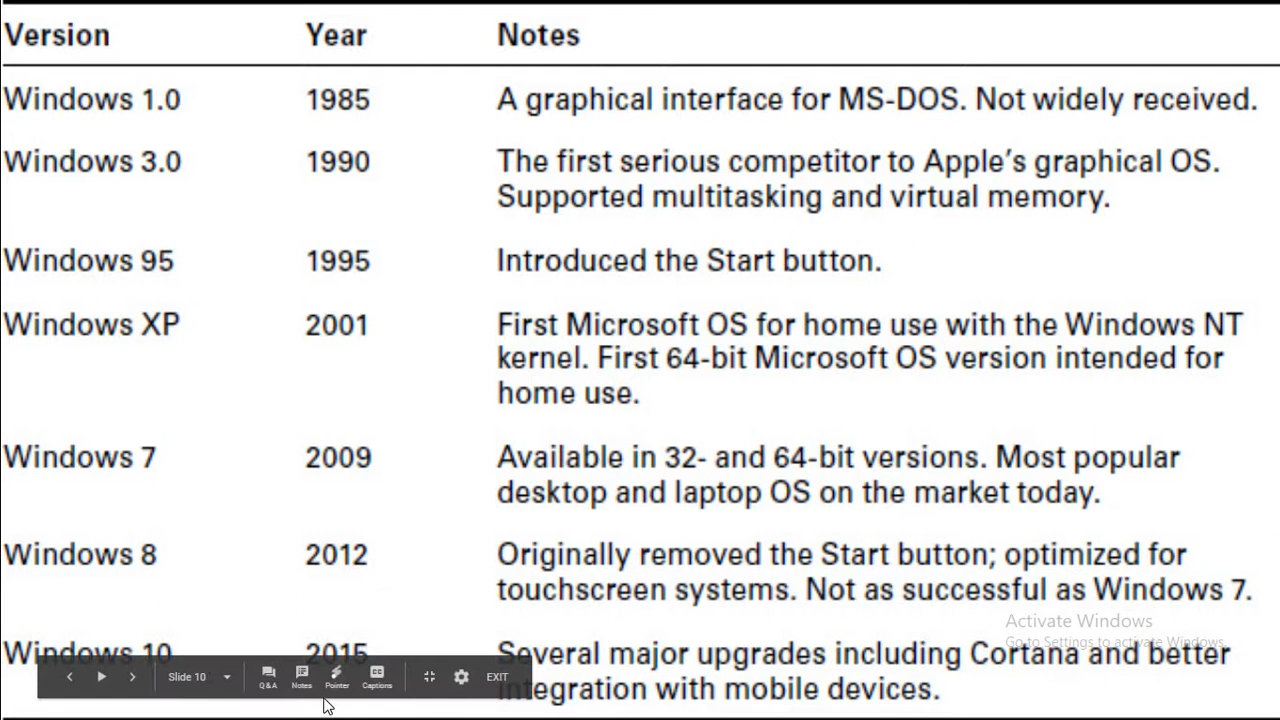 Version Year Notes
Windows 1.0 1985 A graphical interface for MS-DOS. Not widely received.
Windows 3.0 1990 The first serious competitor to Apple's graphical OS.
Supported multitasking and virtual memory.
Windows 95 1995 Introduced the Start button.
Windows XP 2001 First Microsoft OS for home use with the Windows NT
kernel. First 64-bit Microsoft OS version intended for
home use.
Windows 7 2009 Available in 32- and 64-bit versions. Most popular
desktop and laptop OS on the market today.
Windows 8 2012 Originally removed the Start button; optimized for
touchscreen systems. Not as successful as Windows 7.
Activate Windows
Go to Settings to activate Windows.
Windows 10 2015 Several major upgrades including Cortana and better
integration with mobile devices.
Slide 10 Q&A Notes Pointer Captions EXIT